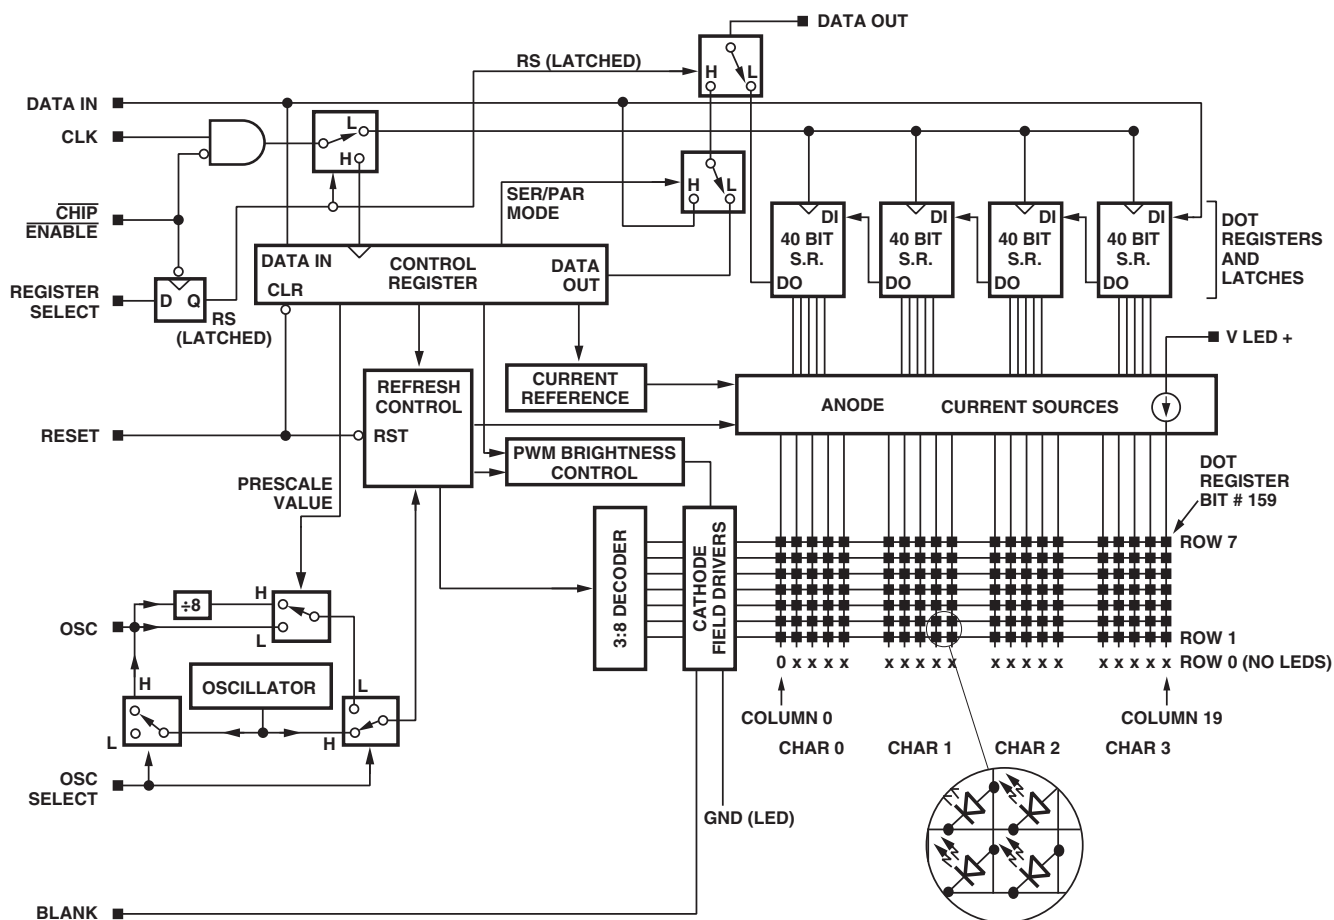 DATA OUT
RS (LATCHED)
H
L
DATA IN
CLK
L
H
CHIP
ENABLE
SER/PAR
MODE
H
L
REGISTER
SELECT
D
Q
RS
(LATCHED)
DATA IN
CONTROL
REGISTER
DATA
OUT
CLR
DI
40 BIT
S.R.
DO
DI
40 BIT
S.R.
DO
DI
40 BIT
S.R.
DO
DI
40 BIT
S.R.
DO
DOT
REGISTERS
AND
LATCHES
V LED +
REFRESH
CONTROL
RST
CURRENT
REFERENCE
ANODE
CURRENT SOURCES
RESET
PWM BRIGHTNESS
CONTROL
PRESCALE
VALUE
DOT
REGISTER
BIT # 159
3:8 DECODER
CATHODE
FIELD DRIVERS
ROW 7
ROW 1
0 x x x x
x x x x x
x x x x x
x x x x x
ROW 0 (NO LEDS)
OSC
÷8
H
L
OSCILLATOR
H
L
L
H
COLUMN 0
COLUMN 19
CHAR 0
CHAR 1
CHAR 2
CHAR 3
OSC
SELECT
GND (LED)
BLANK